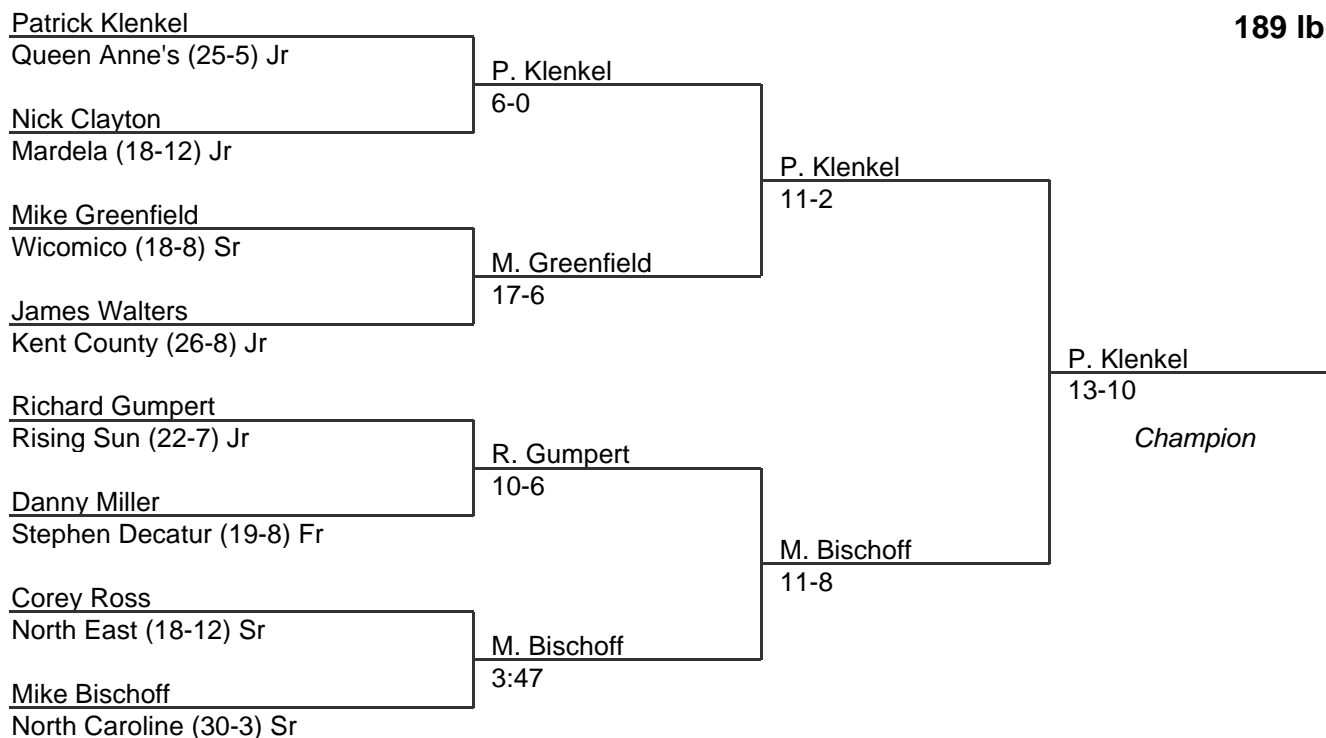 Patrick Klenkel
189 lb
Queen Anne's (25-5) Jr
P. Klenkel
6-0
Nick Clayton
Mardela (18-12) Jr
P. Klenkel
11-2
Mike Greenfield
Wicomico (18-8) Sr
M. Greenfield
17-6
James Walters
Kent County (26-8) Jr
P. Klenkel
13-10
Champion
Richard Gumpert
Rising Sun (22-7) Jr
R. Gumpert
10-6
Danny Miller
Stephen Decatur (19-8) Fr
M. Bischoff
11-8
Corey Ross
North East (18-12) Sr
M. Bischoff
3:47
Mike Bischoff
North Caroline (30-3) Sr